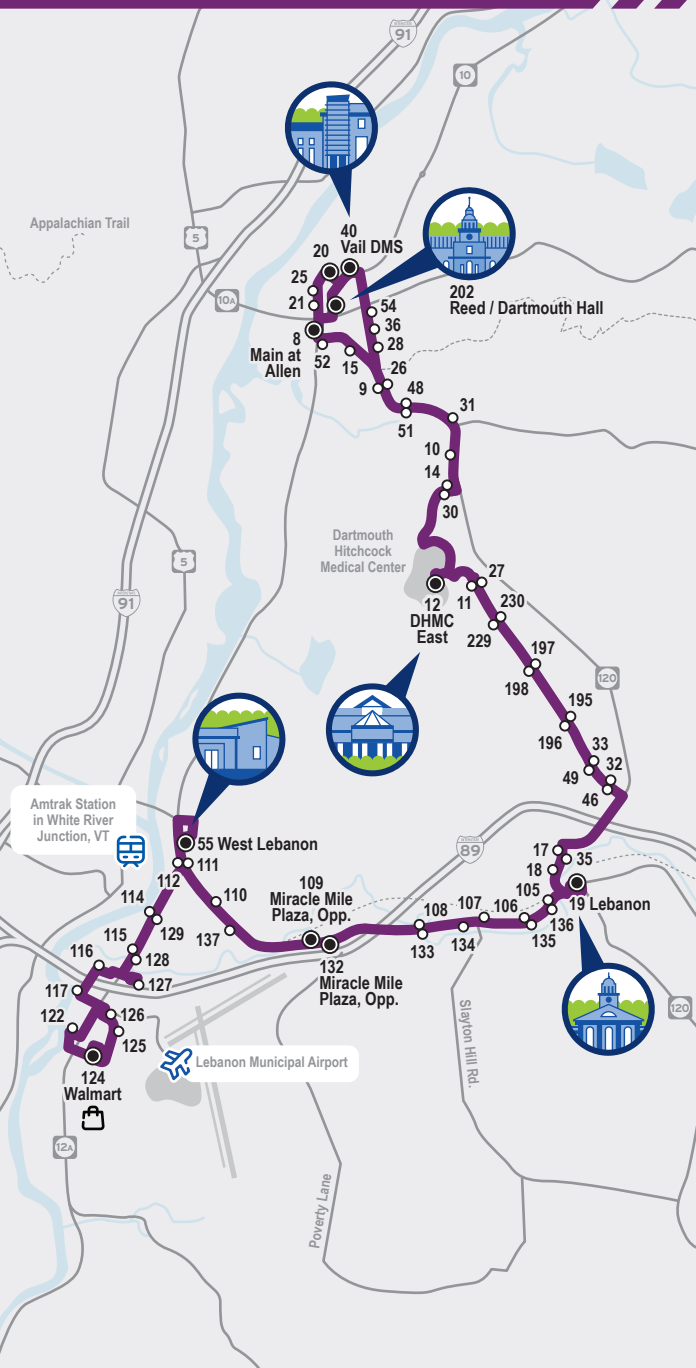 91
10
Appalachian Trail
5
40
Vail DMS
20
25
21
10A
202
Reed / Dartmouth Hall
54
36
28
8
Main at
Allen
52
15
26
9
48
31
51
10
14
30
Dartmouth
Hitchcock
Medical Center
5
91
27
11
12
DHMC
East
230
229
197
198
120
195
196
33
32
49
46
Amtrak Station
in White River
Junction, VT
55 West Lebanon
89
17
35
18
112
111
110
109
Miracle Mile
Plaza, Opp.
105
19 Lebanon
114
129
137
108
107
106
136
133
134
135
115
128
116
127
132
Miracle Mile
Plaza, Opp.
117
122
126
125
120
Slayton Hill Rd.
Lebanon Municipal Airport
124
Walmart
12A
Poverty Lane